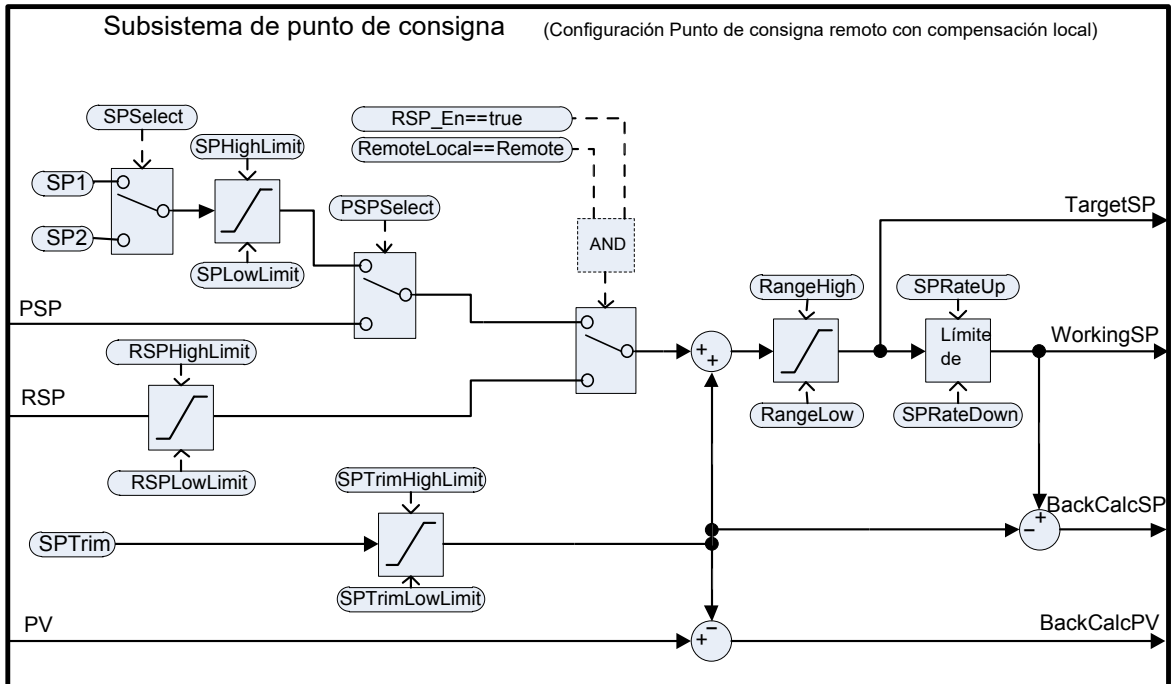 Subsistema de punto de consigna (Configuración Punto de consigna remoto con compensación local)
SPSelect
SP1
SP2
SPHighLimit
SPLowLimit
RSP_En==true
RemoteLocal==Remote
PSPSelect
AND
PSP
RSPHighLimit
RSP
RSPLowLimit
+
+
RangeHigh
RangeLow
SPRateUp
Límite
de
SPRateDown
TargetSP
WorkingSP
SPTrimHighLimit
SPTrim
SPTrimLowLimit
+
−
BackCalcSP
PV
−
+
BackCalcPV